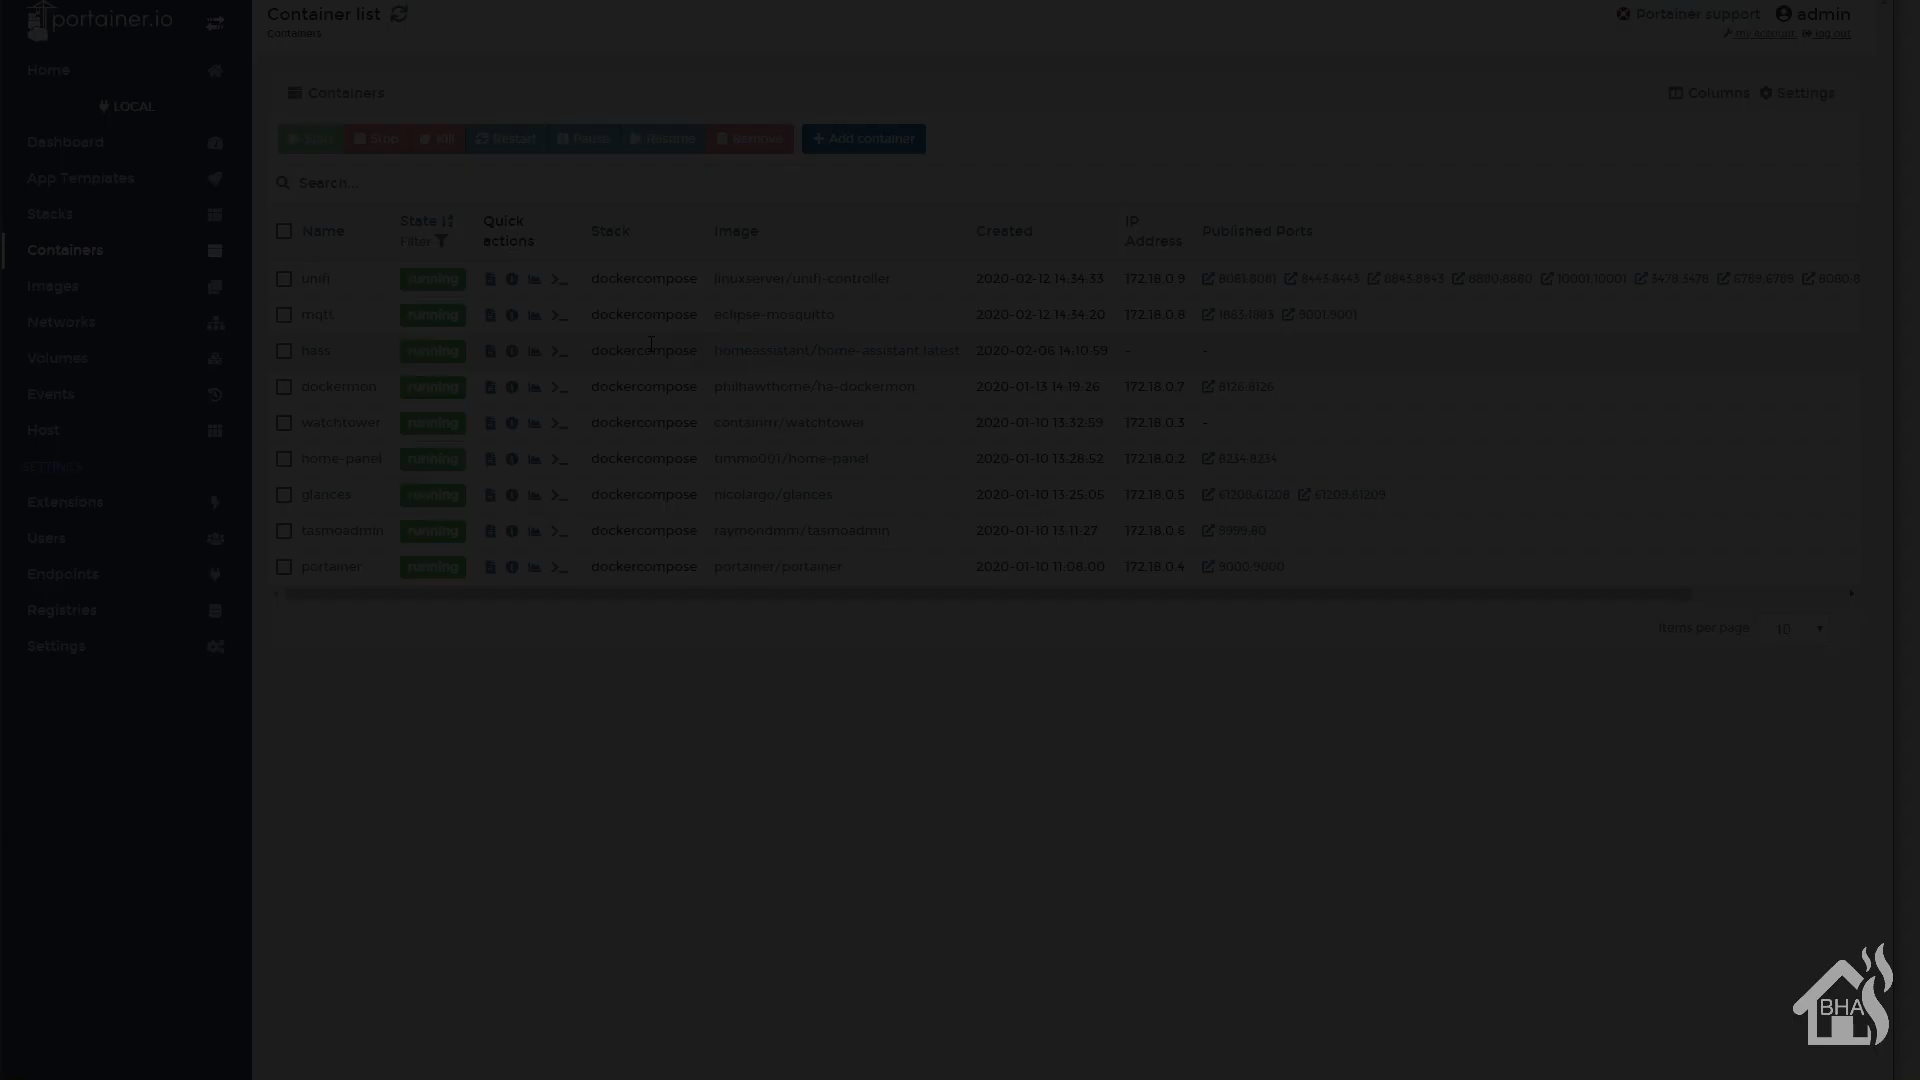 portainer.io
Container list
Containers
Portainer support
admin
my account
log out
Home
LOCAL
Dashboard
App Templates
Stacks
Containers
Images
Networks
Volumes
Events
Host
SETTINGS
Extensions
Users
Endpoints
Registries
Settings
Containers
Columns Settings
Start Stop Kill Restart Pause Resume Remove Add container
Search...
Name State Filter Quick actions Stack Image Created IP Address Published Ports
unifi running dockercompose linuxserver/unifi-controller 2020-02-12 14:34:33 172.18.0.9 8081:8081 8443:8443 8843:8843 8880:8880 10001:10001 3478:3478 6789:6789 8080:8
mqtt running dockercompose eclipse-mosquitto 2020-02-12 14:34:20 172.18.0.8 1883:1883 9001:9001
hass running dockercompose homeassistant/home-assistant:latest 2020-02-06 14:10:59 - -
dockermon running dockercompose philhawthorne/ha-dockermon 2020-01-13 14:19:26 172.18.0.7 8126:8126
watchtower running dockercompose containrrr/watchtower 2020-01-10 13:32:59 172.18.0.3 -
home-panel running dockercompose timmo001/home-panel 2020-01-10 13:28:52 172.18.0.2 8234:8234
glances running dockercompose nicolargo/glances 2020-01-10 13:25:05 172.18.0.5 61208:61208 61209:61209
tasmoadmin running dockercompose raymondmm/tasmoadmin 2020-01-10 13:11:27 172.18.0.6 9999:80
portainer running dockercompose portainer/portainer 2020-01-10 11:08:00 172.18.0.4 9000:9000
Items per page 10
BHA